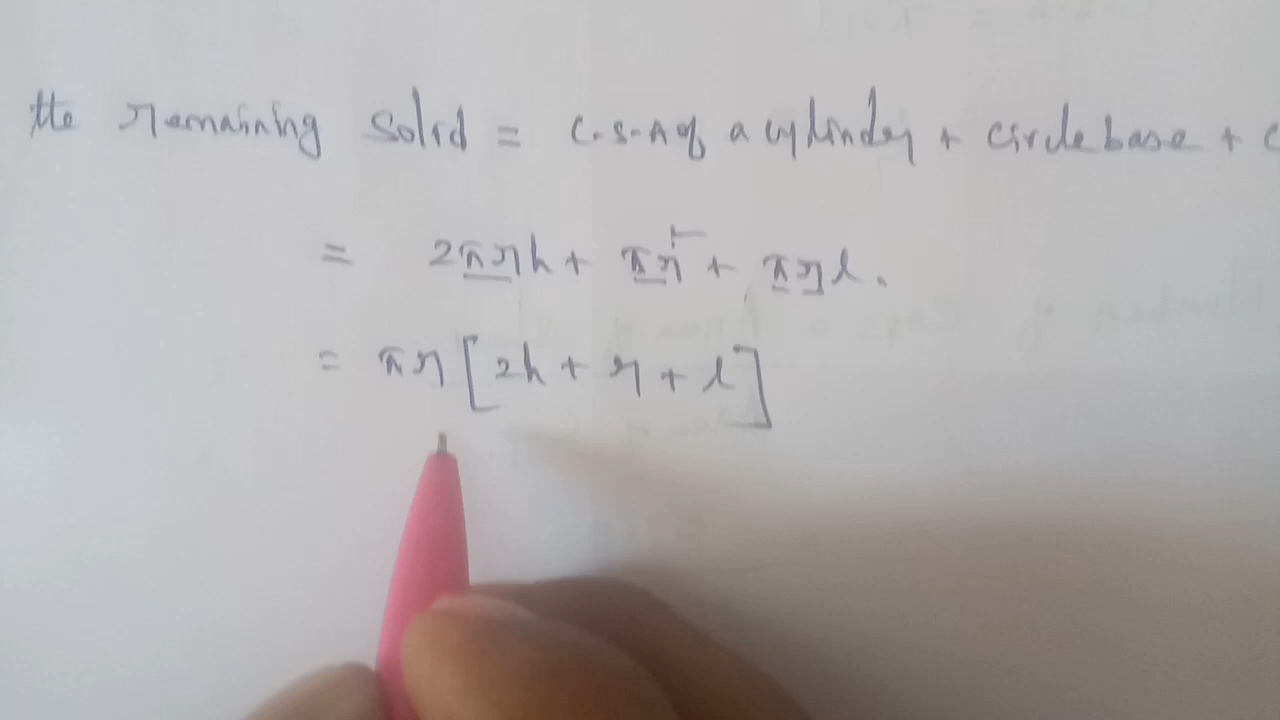 the remaining solid = C.S.A of a cylinder + circle base + C
= 2πrh + πr² + πrl.
= πr[2h + r + l]